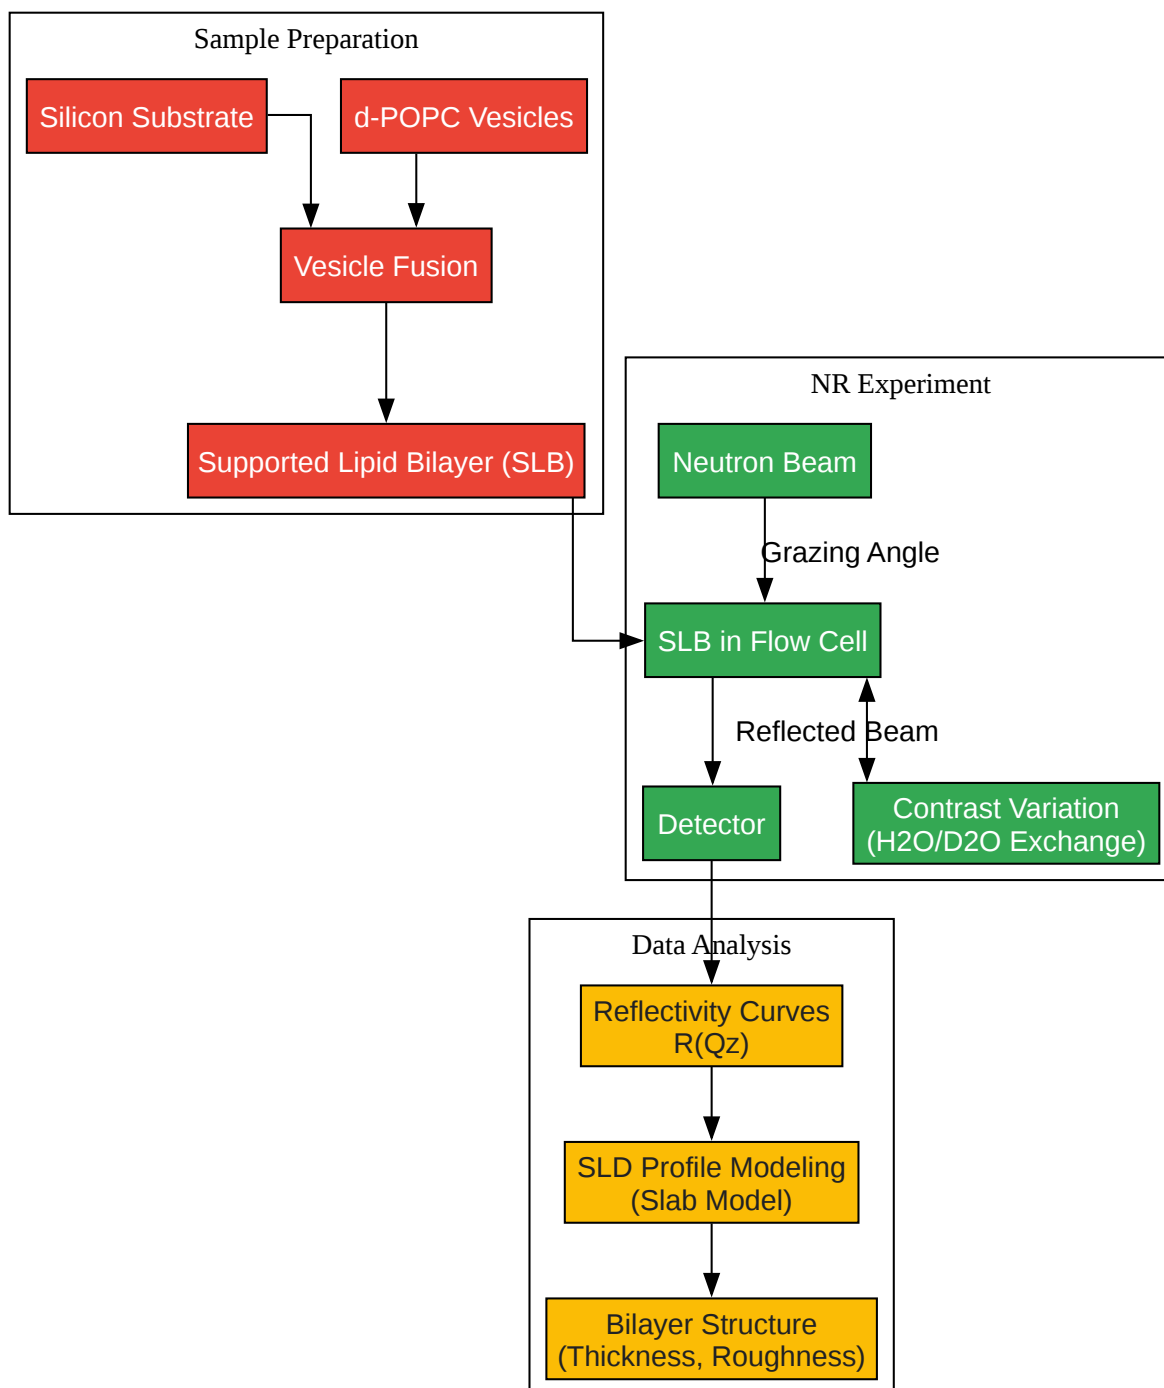 Sample Preparation
Silicon Substrate
d-POPC Vesicles
Vesicle Fusion
Supported Lipid Bilayer (SLB)
NR Experiment
Neutron Beam
Grazing Angle
SLB in Flow Cell
Reflected Beam
Detector
Contrast Variation
(H2O/D2O Exchange)
Data Analysis
Reflectivity Curves
R(Qz)
SLD Profile Modeling
(Slab Model)
Bilayer Structure
(Thickness, Roughness)